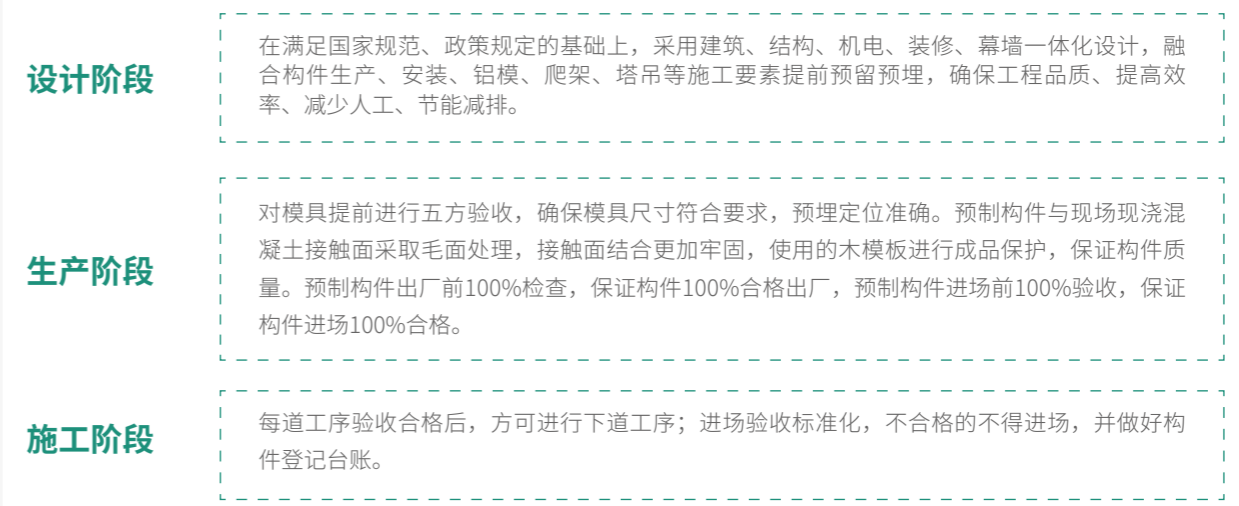 设计阶段
在满足国家规范、政策规定的基础上，采用建筑、结构、机电、装修、幕墙一体化设计，融
合构件生产、安装、铝模、爬架、塔吊等施工要素提前预留预埋，确保工程品质、提高效
率、减少人工、节能减排。
生产阶段
对模具提前进行五方验收，确保模具尺寸符合要求，预埋定位准确。预制构件与现场现浇混
凝土接触面采取毛面处理，接触面结合更加牢固，使用的木模板进行成品保护，保证构件质
量。预制构件出厂前100%检查，保证构件100%合格出厂，预制构件进场前100%验收，保证
构件进场100%合格。
施工阶段
每道工序验收合格后，方可进行下道工序；进场验收标准化，不合格的不得进场，并做好构
件登记台账。